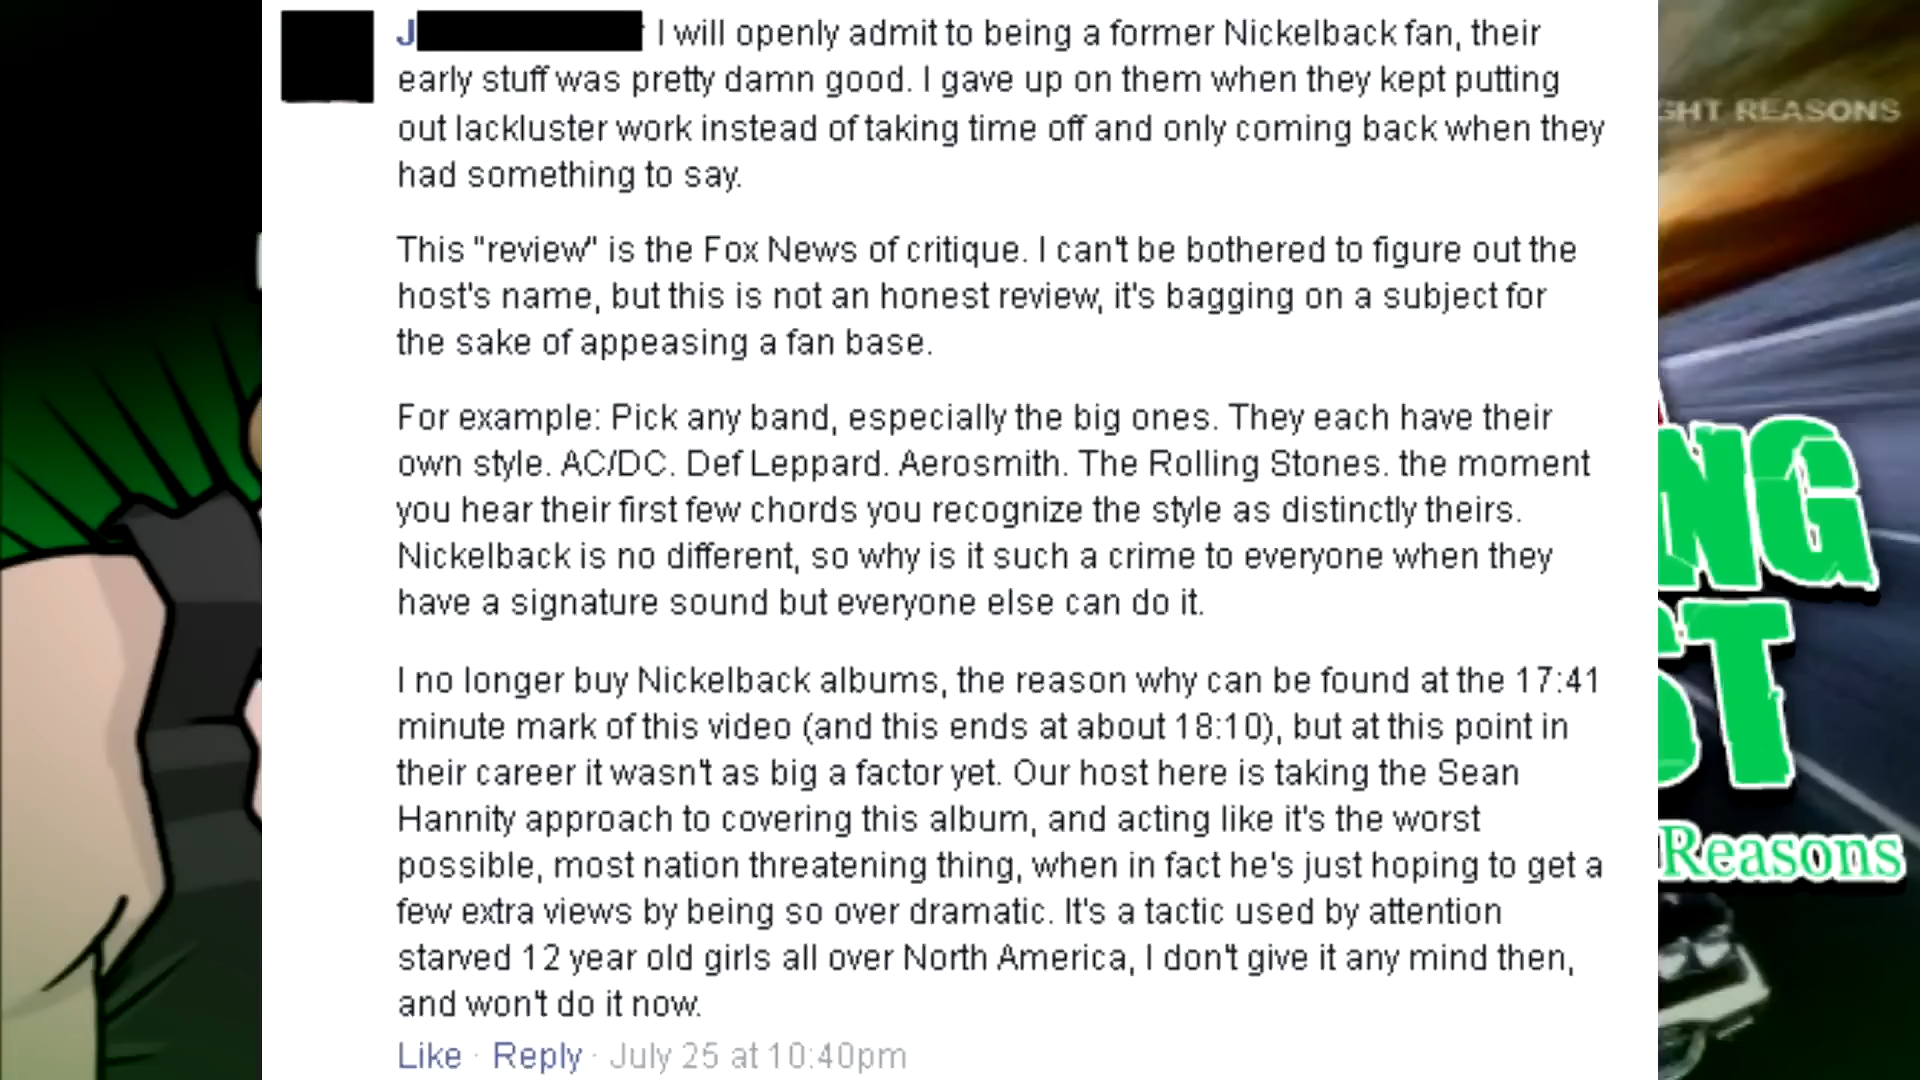 J I will openly admit to being a former Nickelback fan, their
early stuff was pretty damn good. I gave up on them when they kept putting
out lackluster work instead of taking time off and only coming back when they
had something to say.
This "review" is the Fox News of critique. I can't be bothered to figure out the
host's name, but this is not an honest review, it's bagging on a subject for
the sake of appeasing a fan base.
For example: Pick any band, especially the big ones. They each have their
own style. AC/DC. Def Leppard. Aerosmith. The Rolling Stones. the moment
you hear their first few chords you recognize the style as distinctly theirs.
Nickelback is no different, so why is it such a crime to everyone when they
have a signature sound but everyone else can do it.
I no longer buy Nickelback albums, the reason why can be found at the 17:41
minute mark of this video (and this ends at about 18:10), but at this point in
their career it wasn't as big a factor yet. Our host here is taking the Sean
Hannity approach to covering this album, and acting like it's the worst
possible, most nation threatening thing, when in fact he's just hoping to get a
few extra views by being so over dramatic. It's a tactic used by attention
starved 12 year old girls all over North America, I don't give it any mind then,
and won't do it now.
Like · Reply · July 25 at 10:40pm
GHT REASONS
NG
ST
Reasons